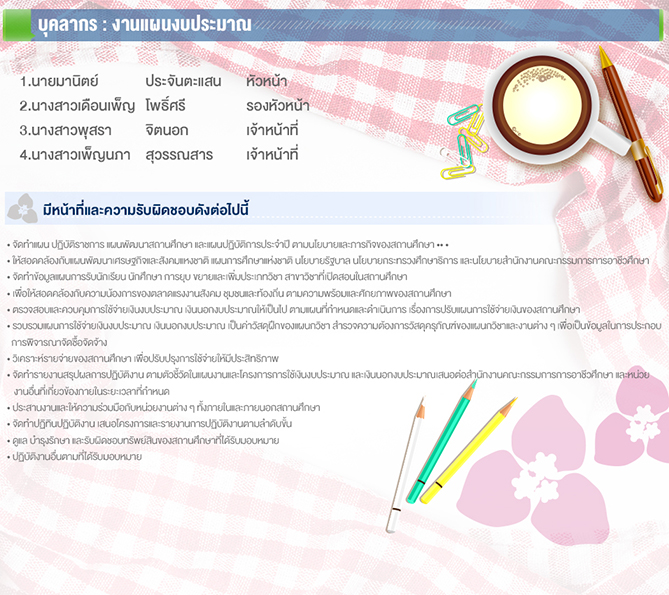 บุคลากร : งานแผนงบประมาณ
1.นายมานิตย์ ประจันตะแสน หัวหน้า
2.นางสาวเดือนเพ็ญ โพธิ์ศรี รองหัวหน้า
3.นางสาวพุสรา จิตนอก เจ้าหน้าที่
4.นางสาวเพ็ญนภา สุวรรณสาร เจ้าหน้าที่
มีหน้าที่และความรับผิดชอบดังต่อไปนี้
• จัดทำแผน ปฏิบัติราชการ แผนพัฒนาสถานศึกษา และแผนปฏิบัติการประจำปี ตามนโยบายและภารกิจของสถานศึกษา •• •
• ให้สอดคล้องกับแผนพัฒนาเศรษฐกิจและสังคมแห่งชาติ แผนการศึกษาแห่งชาติ นโยบายรัฐบาล นโยบายกระทรวงศึกษาธิการ และนโยบายสำนักงานคณะกรรมการการอาชีวศึกษา
• จัดทำข้อมูลแผนการรับนักเรียน นักศึกษา การยุบ ขยายและเพิ่มประเภทวิชา สาขาวิชาที่เปิดสอนในสถานศึกษา
• เพื่อให้สอดคล้องกับความต้องการของตลาดแรงงานสังคม ชุมชนและท้องถิ่น ตามความพร้อมและศักยภาพของสถานศึกษา
• ตรวจสอบและควบคุมการใช้จ่ายเงินงบประมาณ เงินนอกงบประมาณให้เป็นไป ตามแผนที่กำหนดและดำเนินการ เรื่องการปรับแผนการใช้จ่ายเงินของสถานศึกษา
• รวบรวมแผนการใช้จ่ายเงินงบประมาณ เงินนอกงบประมาณ เป็นค่าวัสดุฝึกของแผนกวิชา สำรวจความต้องการวัสดุครุภัณฑ์ของแผนกวิชาและงานต่าง ๆ เพื่อเป็นข้อมูลในการประกอบ
การพิจารณาจัดซื้อจัดจ้าง
• วิเคราะห์รายจ่ายของสถานศึกษา เพื่อปรับปรุงการใช้จ่ายให้มีประสิทธิภาพ
• จัดทำรายงานสรุปผลการปฏิบัติงาน ตามตัวชี้วัดในแผนงานและโครงการการใช้เงินงบประมาณ และเงินนอกงบประมาณเสนอต่อสำนักงานคณะกรรมการการอาชีวศึกษา และหน่วย
งานอื่นที่เกี่ยวข้องภายในระยะเวลาที่กำหนด
• ประสานงานและให้ความร่วมมือกับหน่วยงานต่าง ๆ ทั้งภายในและภายนอกสถานศึกษา
• จัดทำปฏิทินปฏิบัติงาน เสนอโครงการและรายงานการปฏิบัติงานตามลำดับขั้น
• ดูแล บำรุงรักษา และรับผิดชอบทรัพย์สินของสถานศึกษาที่ได้รับมอบหมาย
• ปฏิบัติงานอื่นตามที่ได้รับมอบหมาย